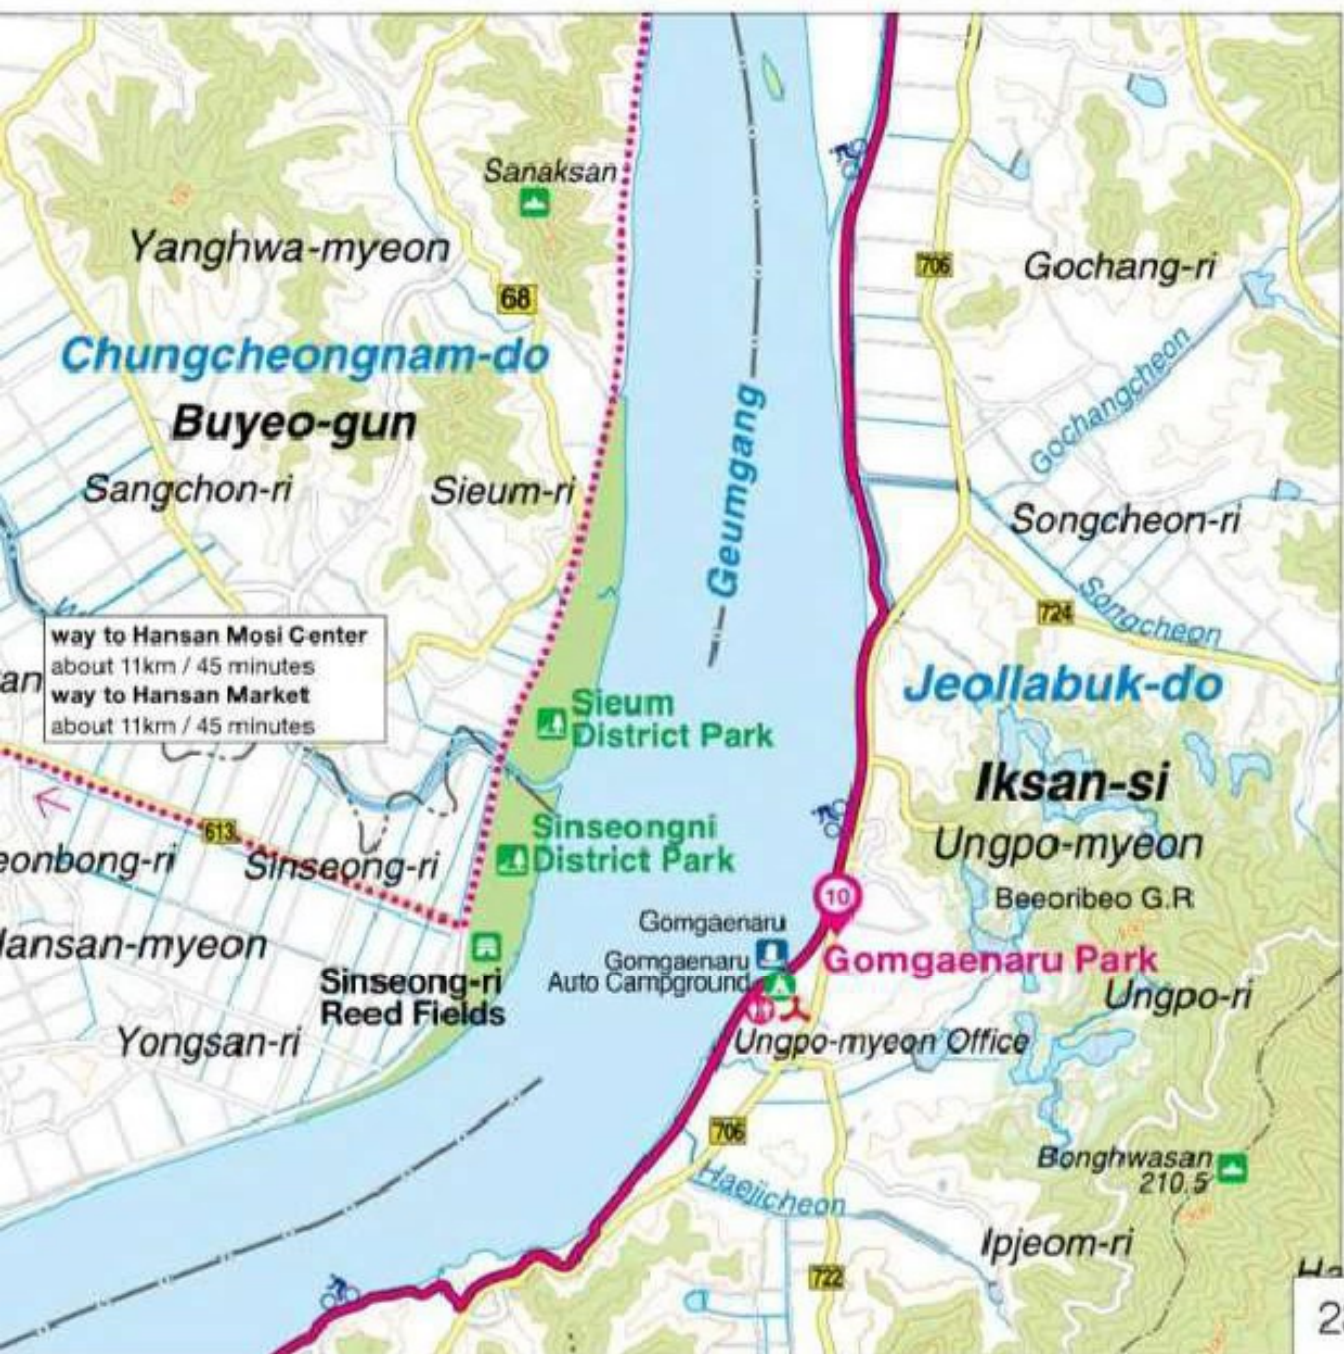 Sanaksan
Yanghwa-myeon
706
Gochang-ri
68
Chungcheongnam-do
Buyeo-gun
Gochangcheon
Geumgang
Sangchon-ri
Sieum-ri
Songcheon-ri
724
Songcheon
way to Hansan Mosi Center
about 11km / 45 minutes
way to Hansan Market
about 11km / 45 minutes
Jeollabuk-do
Sieum
District Park
Iksan-si
613
Sinseongni
District Park
Ungpo-myeon
eonbong-ri
Sinseong-ri
10
Beeoribeo G.R
Gomgaenaru
ansan-myeon
Gomgaenaru
Auto Campground
Gomgaenaru Park
Sinseong-ri
Reed Fields
Ungpo-ri
Yongsan-ri
Ungpo-myeon Office
706
Bonghwasan
210.5
Haejicheon
Ipjeom-ri
722